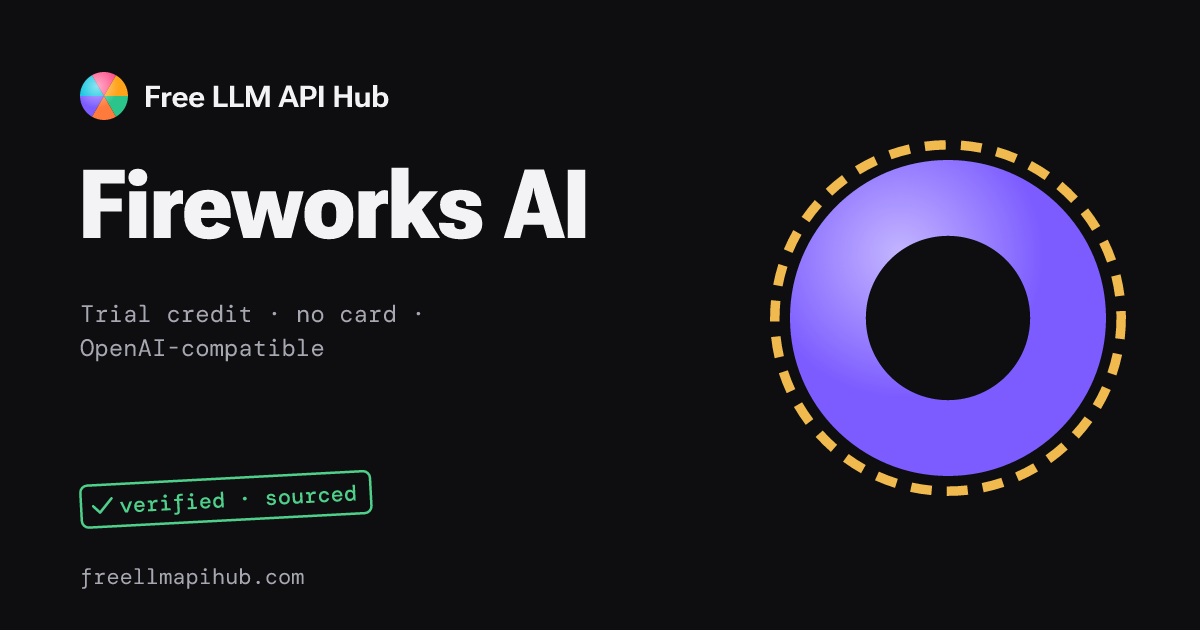 Free LLM API Hub
Fireworks AI
Trial credit · no card ·
OpenAI-compatible
verified · sourced
freellmapihub.com